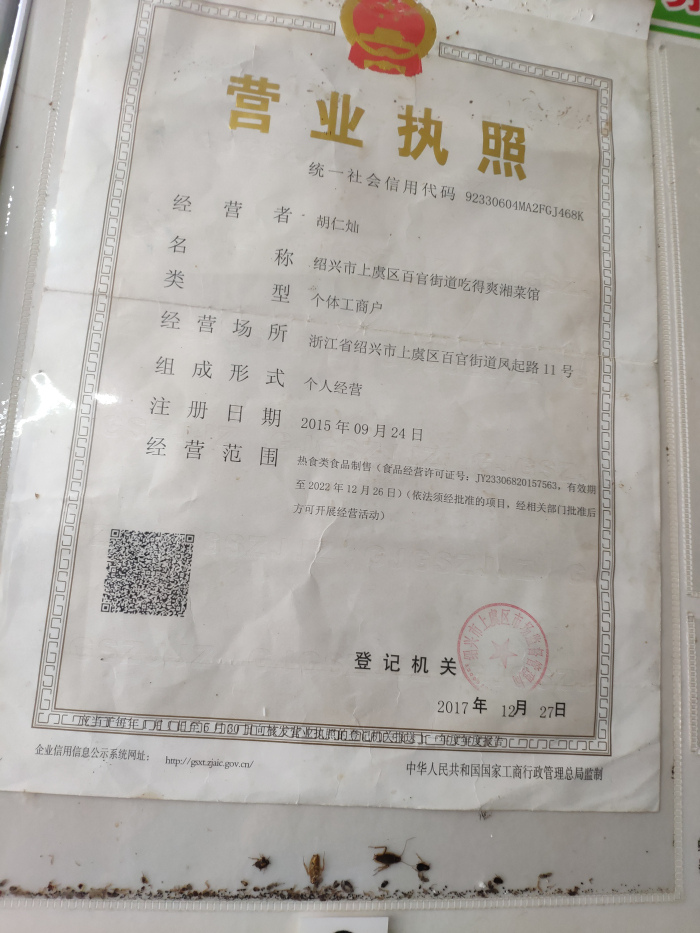 营业执照
统一社会信用代码 92330604MA2FGJ468K
经营者 胡仁灿
名称 绍兴市上虞区百官街道吃得爽湘菜馆
类型 个体工商户
经营场所 浙江省绍兴市上虞区百官街道凤起路11号
组成形式 个人经营
注册日期 2015年09月24日
经营范围 热食类食品制售（食品经营许可证号：JY23306820157563，有效期
至2022年12月26日）（依法须经批准的项目，经相关部门批准后
方可开展经营活动）
登记机关
2017年 12月 27日
企业信用信息公示系统网址： http://gsxt.zjaic.gov.cn/
中华人民共和国国家工商行政管理总局监制